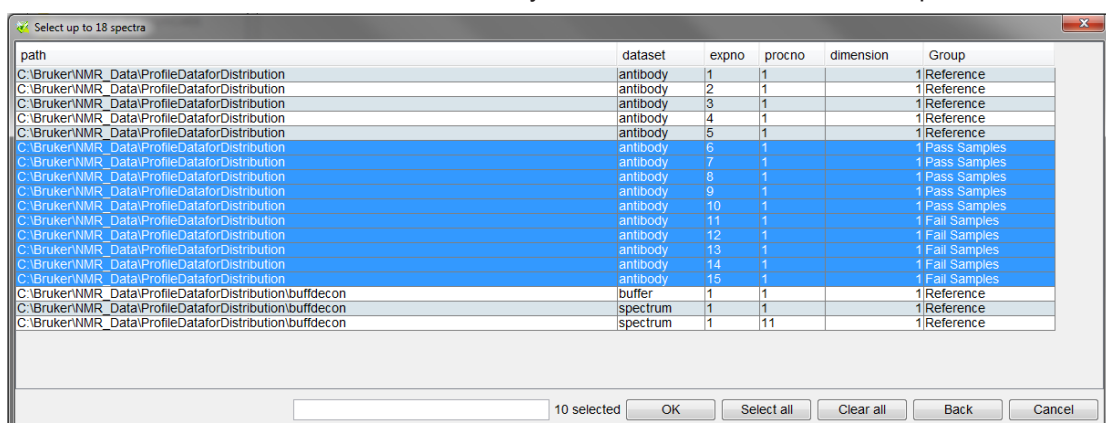 Select up to 18 spectra
path dataset expno procno dimension Group
C:\Bruker\NMR_Data\ProfileDataforDistribution antibody 1 1 1 Reference
C:\Bruker\NMR_Data\ProfileDataforDistribution antibody 2 1 1 Reference
C:\Bruker\NMR_Data\ProfileDataforDistribution antibody 3 1 1 Reference
C:\Bruker\NMR_Data\ProfileDataforDistribution antibody 4 1 1 Reference
C:\Bruker\NMR_Data\ProfileDataforDistribution antibody 5 1 1 Reference
C:\Bruker\NMR_Data\ProfileDataforDistribution antibody 6 1 1 Pass Samples
C:\Bruker\NMR_Data\ProfileDataforDistribution antibody 7 1 1 Pass Samples
C:\Bruker\NMR_Data\ProfileDataforDistribution antibody 8 1 1 Pass Samples
C:\Bruker\NMR_Data\ProfileDataforDistribution antibody 9 1 1 Pass Samples
C:\Bruker\NMR_Data\ProfileDataforDistribution antibody 10 1 1 Pass Samples
C:\Bruker\NMR_Data\ProfileDataforDistribution antibody 11 1 1 Fail Samples
C:\Bruker\NMR_Data\ProfileDataforDistribution antibody 12 1 1 Fail Samples
C:\Bruker\NMR_Data\ProfileDataforDistribution antibody 13 1 1 Fail Samples
C:\Bruker\NMR_Data\ProfileDataforDistribution antibody 14 1 1 Fail Samples
C:\Bruker\NMR_Data\ProfileDataforDistribution antibody 15 1 1 Fail Samples
C:\Bruker\NMR_Data\ProfileDataforDistribution\buffdecon buffer 1 1 1 Reference
C:\Bruker\NMR_Data\ProfileDataforDistribution\buffdecon spectrum 1 1 1 Reference
C:\Bruker\NMR_Data\ProfileDataforDistribution\buffdecon spectrum 1 11 1 Reference
10 selected OK Select all Clear all Back Cancel